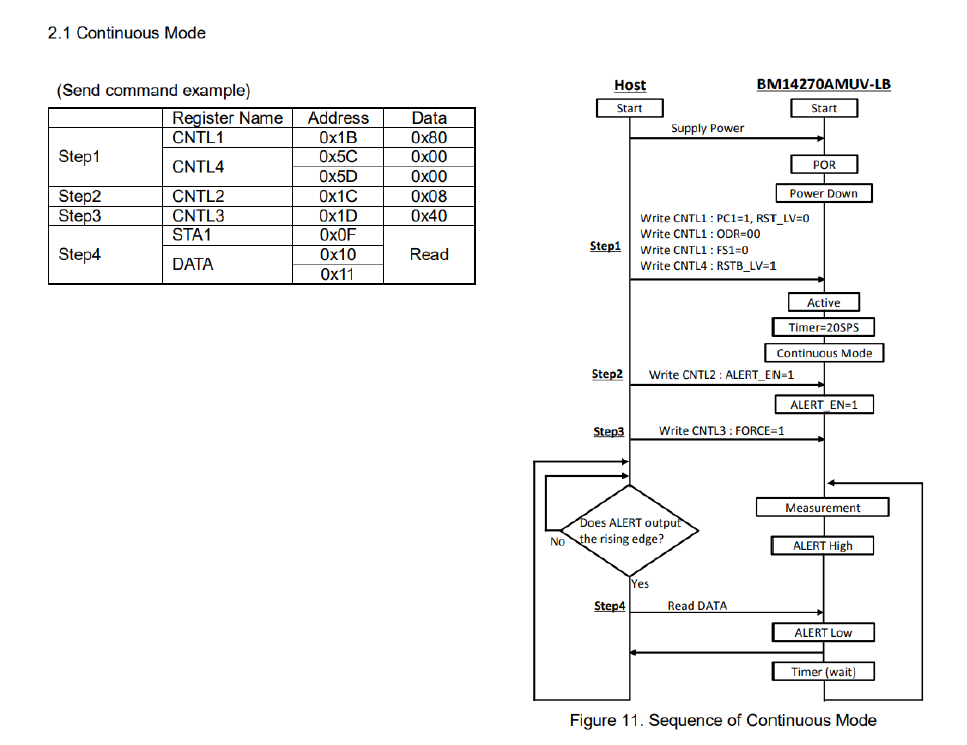 2.1 Continuous Mode
(Send command example)
Register Name Address Data
Step1 CNTL1 0x1B 0x80
CNTL4 0x5C 0x00
0x5D 0x00
Step2 CNTL2 0x1C 0x08
Step3 CNTL3 0x1D 0x40
Step4 STA1 0x0F Read
DATA 0x10
0x11
Host BM14270AMUV-LB
Start Start
Supply Power
POR
Power Down
Write CNTL1 : PC1=1, RST_LV=0
Write CNTL1 : ODR=00
Step1 Write CNTL1 : FS1=0
Write CNTL4 : RSTB_LV=1
Active
Timer=20SPS
Continuous Mode
Step2 Write CNTL2 : ALERT_EN=1
ALERT_EN=1
Step3 Write CNTL3 : FORCE=1
Measurement
Does ALERT output
the rising edge?
No
ALERT High
Yes
Step4 Read DATA
ALERT Low
Timer (wait)
Figure 11. Sequence of Continuous Mode